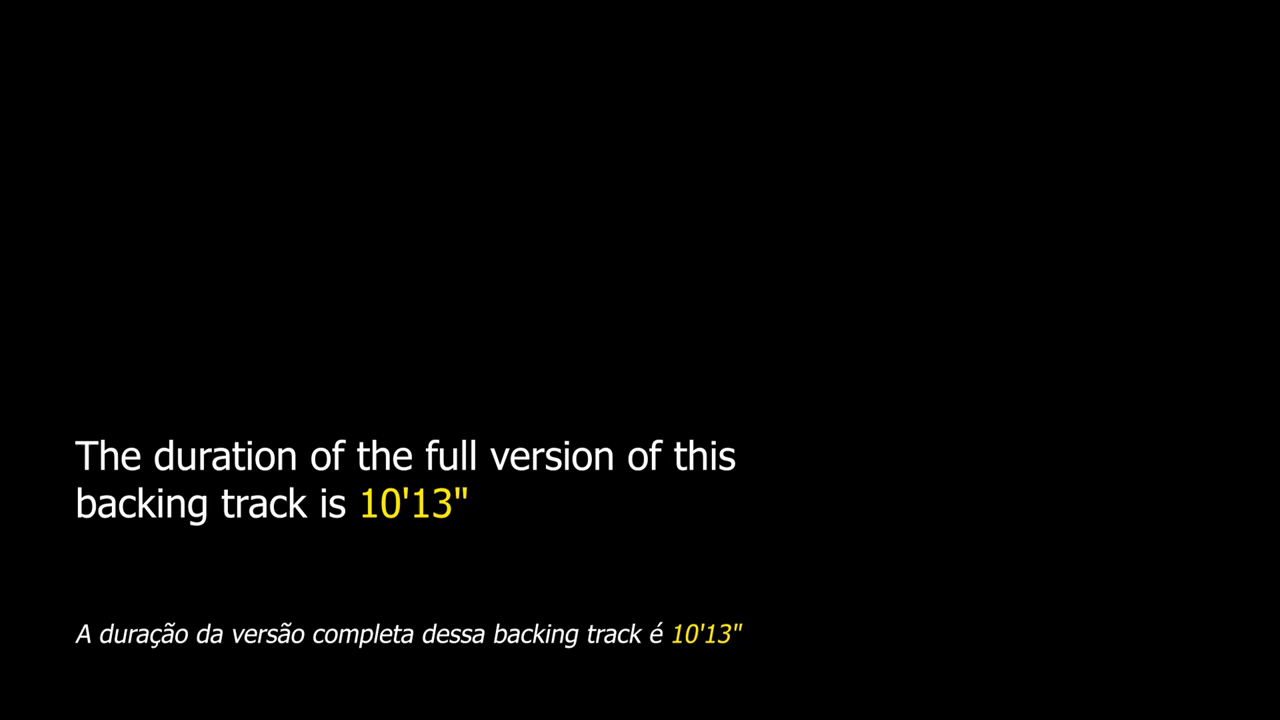 The duration of the full version of this
backing track is 10'13"
A duração da versão completa dessa backing track é 10'13"